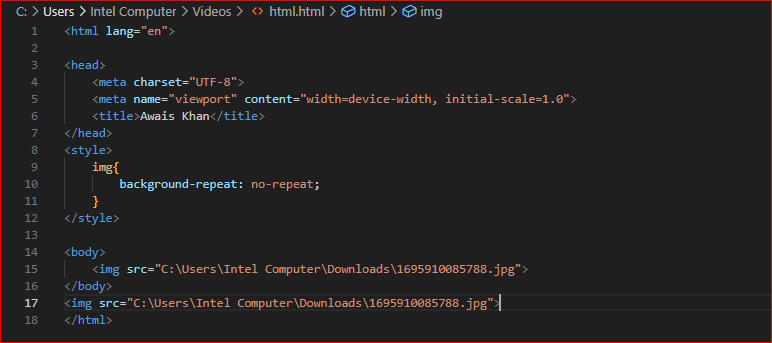 C: > Users > Intel Computer > Videos > <> html.html > html > img
1 <html lang="en">
2
3 <head>
4 <meta charset="UTF-8">
5 <meta name="viewport" content="width=device-width, initial-scale=1.0">
6 <title>Awais Khan</title>
7 </head>
8 <style>
9 img{
10 background-repeat: no-repeat;
11 }
12 </style>
13
14 <body>
15 <img src="C:\Users\Intel Computer\Downloads\1695910085788.jpg">
16 </body>
17 <img src="C:\Users\Intel Computer\Downloads\1695910085788.jpg">
18 </html>